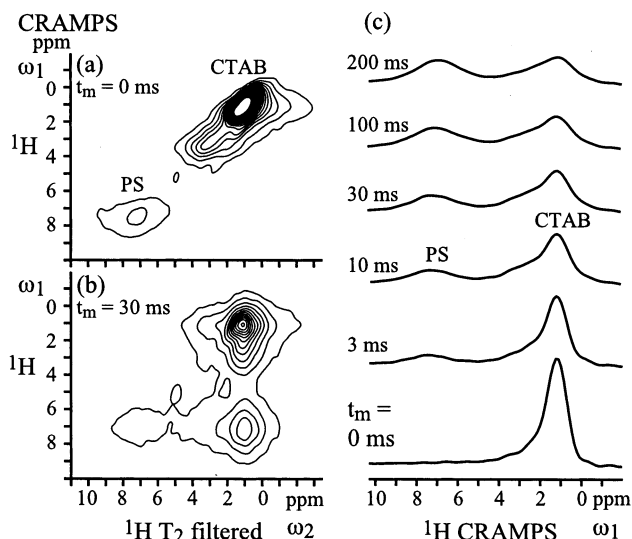 CRAMPS
ppm
ω₁
(a)
CTAB
tₘ = 0 ms
0
2
¹H
4
PS
6
8
ω₁
(b)
tₘ = 30 ms
0
2
¹H
4
6
8
10 8 6 4 2 0 ppm
¹H T₂ filtered ω₂
(c)
200 ms
100 ms
30 ms
CTAB
PS
10 ms
3 ms
tₘ =
0 ms
10 8 6 4 2 0 ppm
¹H CRAMPS ω₁